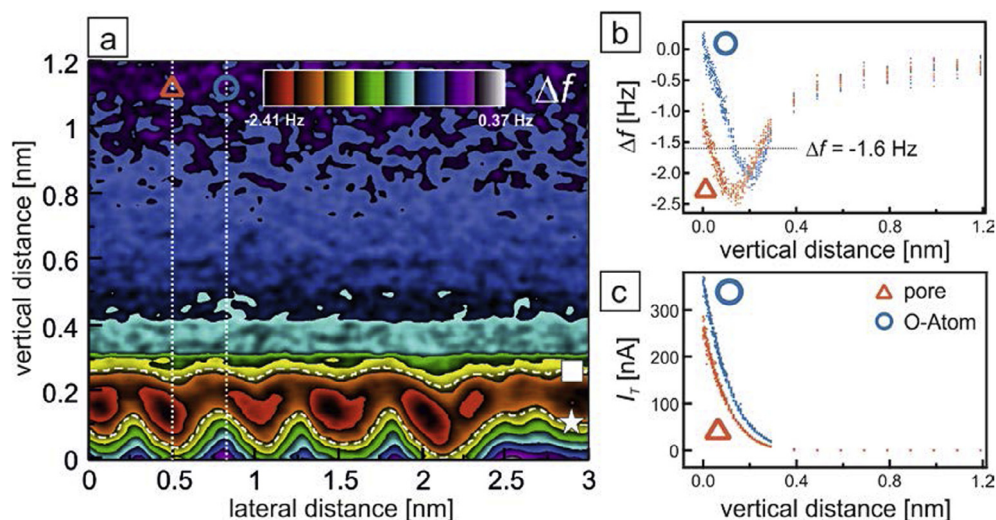 a
1.2
1
0.8
0.6
0.4
0.2
0
vertical distance [nm]
-2.41 Hz
0.37 Hz
Δf
0
0.5
1
1.5
2
2.5
3
lateral distance [nm]
b
0.0
-0.5
-1.0
-1.5
-2.0
-2.5
Δf [Hz]
Δf = -1.6 Hz
0.0
0.4
0.8
1.2
vertical distance [nm]
c
300
200
100
0
I_T [nA]
pore
O-Atom
0.0
0.4
0.8
1.2
vertical distance [nm]